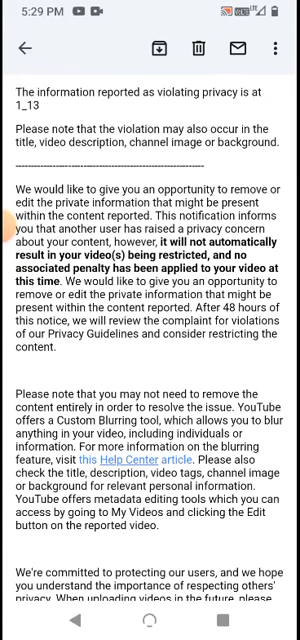 5:29 PM
The information reported as violating privacy is at
1_13
Please note that the violation may also occur in the
title, video description, channel image or background.
------------------------------------------------------------
We would like to give you an opportunity to remove or
edit the private information that might be present
within the content reported. This notification informs
you that another user has raised a privacy concern
about your content, however, it will not automatically
result in your video(s) being restricted, and no
associated penalty has been applied to your video at
this time. We would like to give you an opportunity to
remove or edit the private information that might be
present within the content reported. After 48 hours of
this notice, we will review the complaint for violations
of our Privacy Guidelines and consider restricting the
content.
Please note that you may not need to remove the
content entirely in order to resolve the issue. YouTube
offers a Custom Blurring tool, which allows you to blur
anything in your video, including individuals or
information. For more information on the blurring
feature, visit this Help Center article. Please also
check the title, description, video tags, channel image
or background for relevant personal information.
YouTube offers metadata editing tools which you can
access by going to My Videos and clicking the Edit
button on the reported video.
We're committed to protecting our users, and we hope
you understand the importance of respecting others'
privacy. When uploading videos in the future, please